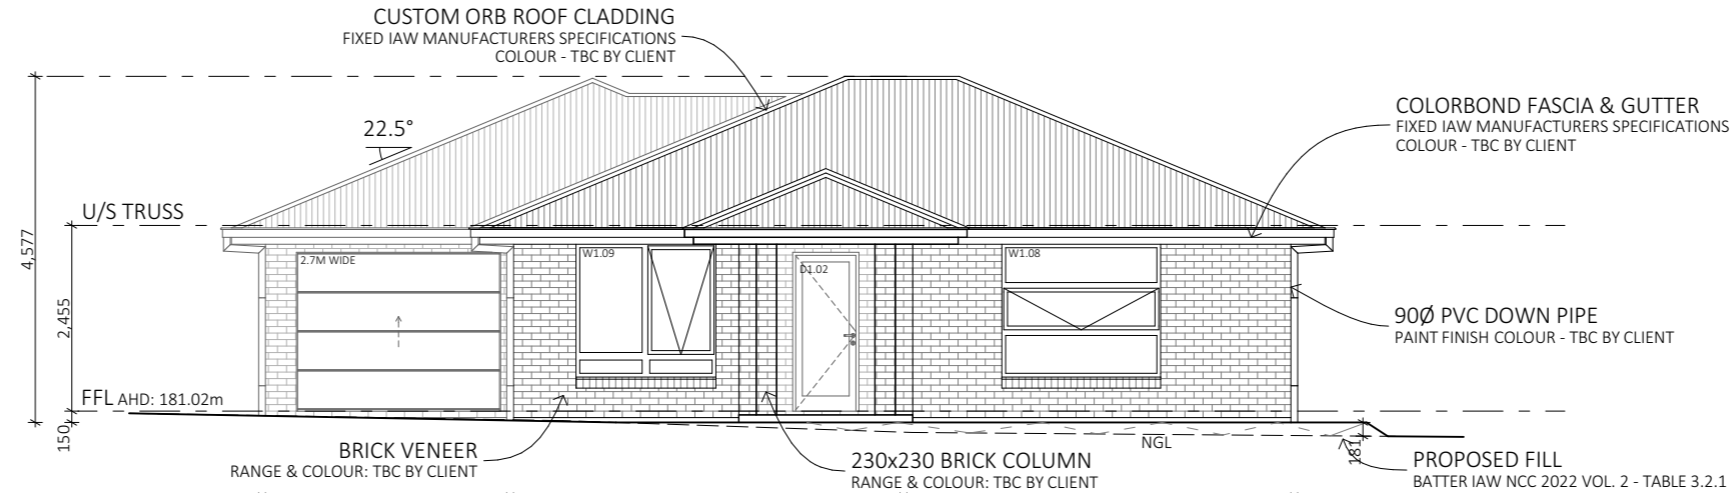 CUSTOM ORB ROOF CLADDING
FIXED IAW MANUFACTURERS SPECIFICATIONS
COLOUR - TBC BY CLIENT
COLORBOND FASCIA & GUTTER
FIXED IAW MANUFACTURERS SPECIFICATIONS
COLOUR - TBC BY CLIENT
22.5°
U/S TRUSS
4,577
2,455
150
2.7M WIDE
W1.09
D1.02
W1.08
90Ø PVC DOWN PIPE
PAINT FINISH COLOUR - TBC BY CLIENT
FFL AHD: 181.02m
BRICK VENEER
RANGE & COLOUR: TBC BY CLIENT
230x230 BRICK COLUMN
RANGE & COLOUR: TBC BY CLIENT
NGL
181
PROPOSED FILL
BATTER IAW NCC 2022 VOL. 2 - TABLE 3.2.1